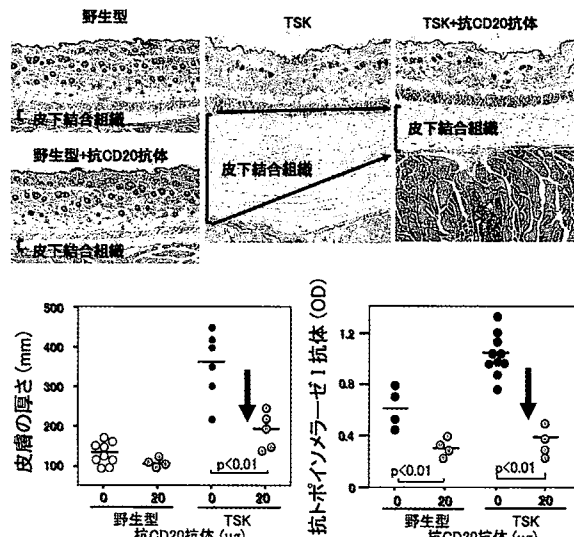 野生型
TSK
TSK+抗CD20抗体
皮下結合組織
野生型+抗CD20抗体
皮下結合組織
皮下結合組織
皮下結合組織
皮膚の厚さ (mm)
500
400
300
200
100
p<0.01
0
20
0
20
野生型
TSK
抗CD20抗体 (μg)
抗トポイソメラーゼ I 抗体 (OD)
1.2
0.8
0.4
0
p<0.01
p<0.01
0
20
0
20
野生型
TSK
抗CD20抗体 (μg)